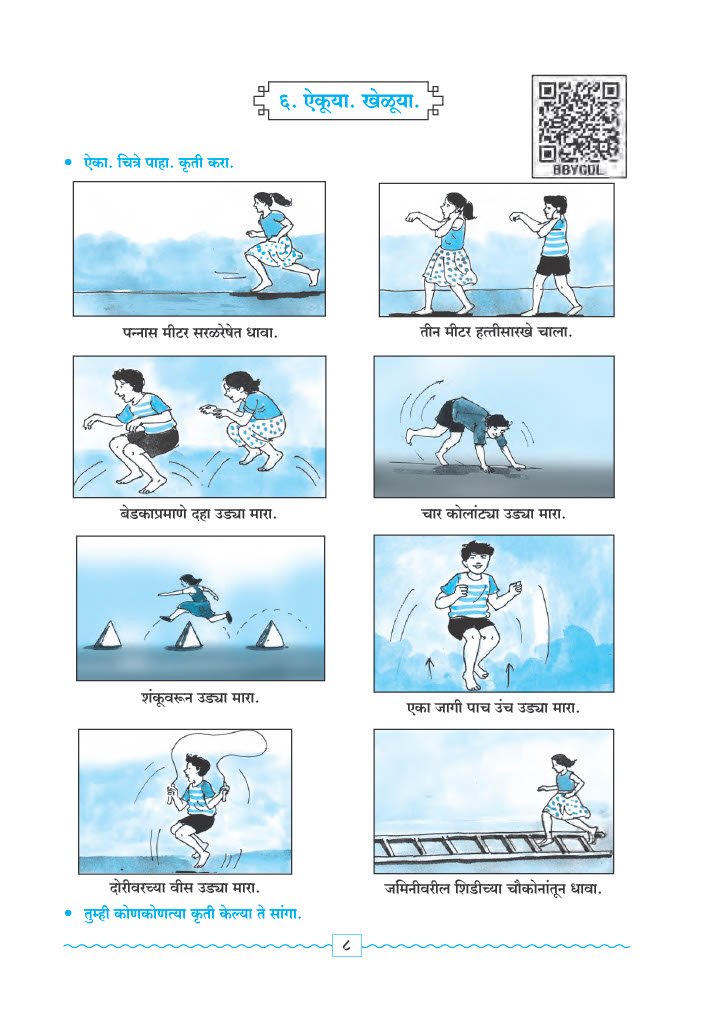 ६. ऐकूया. खेळूया.
BBYGDL
• ऐका. चित्रे पाहा. कृती करा.
पन्नास मीटर सरळरेषेत धावा.
तीन मीटर हत्तीसारखे चाला.
बेडकाप्रमाणे दहा उड्या मारा.
चार कोलांट्या उड्या मारा.
शंकूवरून उड्या मारा.
एका जागी पाच उंच उड्या मारा.
दोरीवरच्या वीस उड्या मारा.
जमिनीवरील शिडीच्या चौकोनांतून धावा.
• तुम्ही कोणकोणत्या कृती केल्या ते सांगा.
८